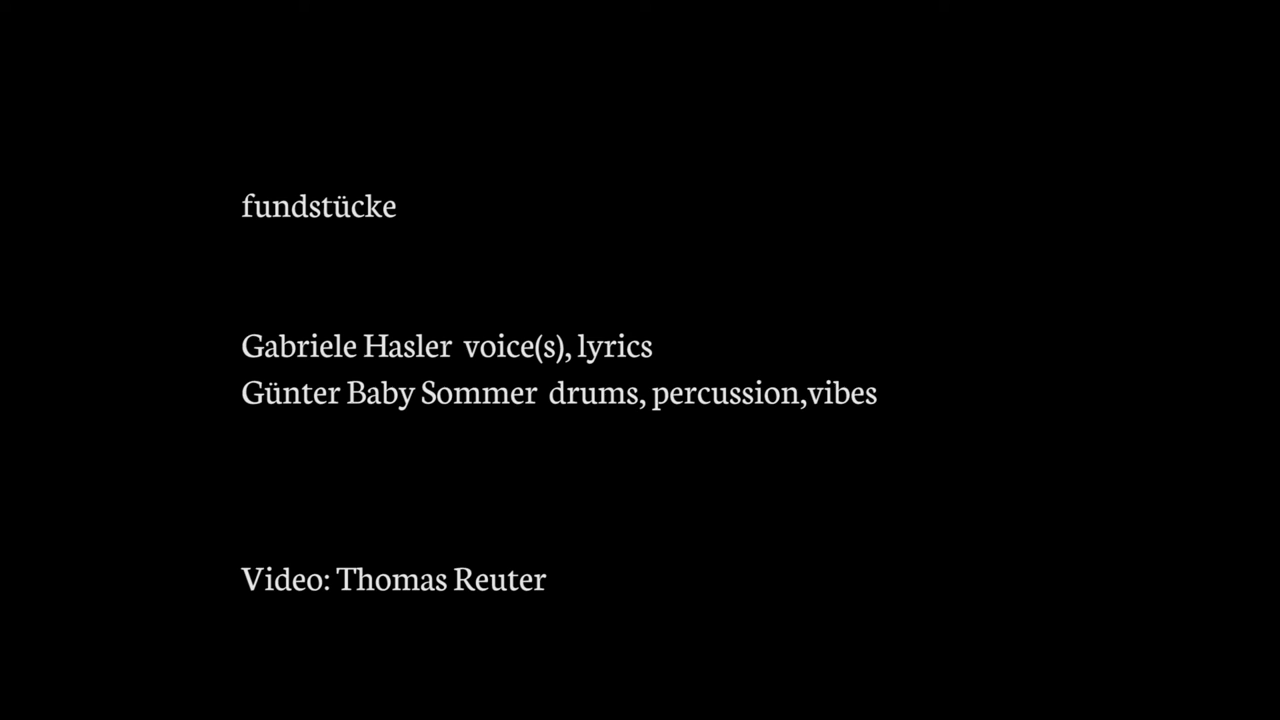 fundstücke
Gabriele Hasler voice(s), lyrics
Günter Baby Sommer drums, percussion,vibes
Video: Thomas Reuter